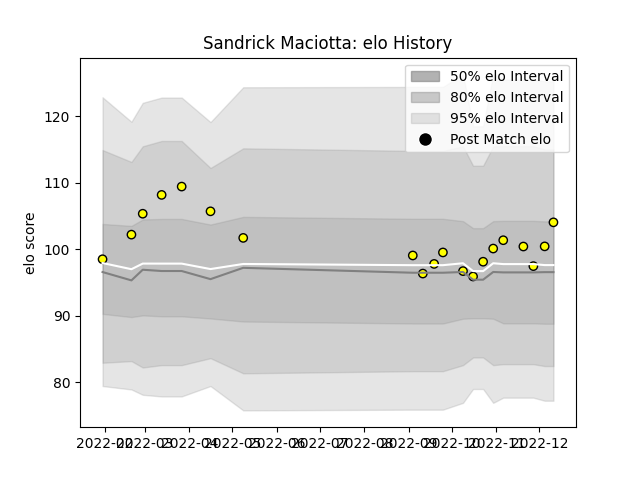 Sandrick Maciotta: elo History
50% elo Interval
80% elo Interval
95% elo Interval
Post Match elo
elo score
120
110
100
90
80
2022-02 2022-03 2022-04 2022-05 2022-06 2022-07 2022-08 2022-09 2022-10 2022-11 2022-12